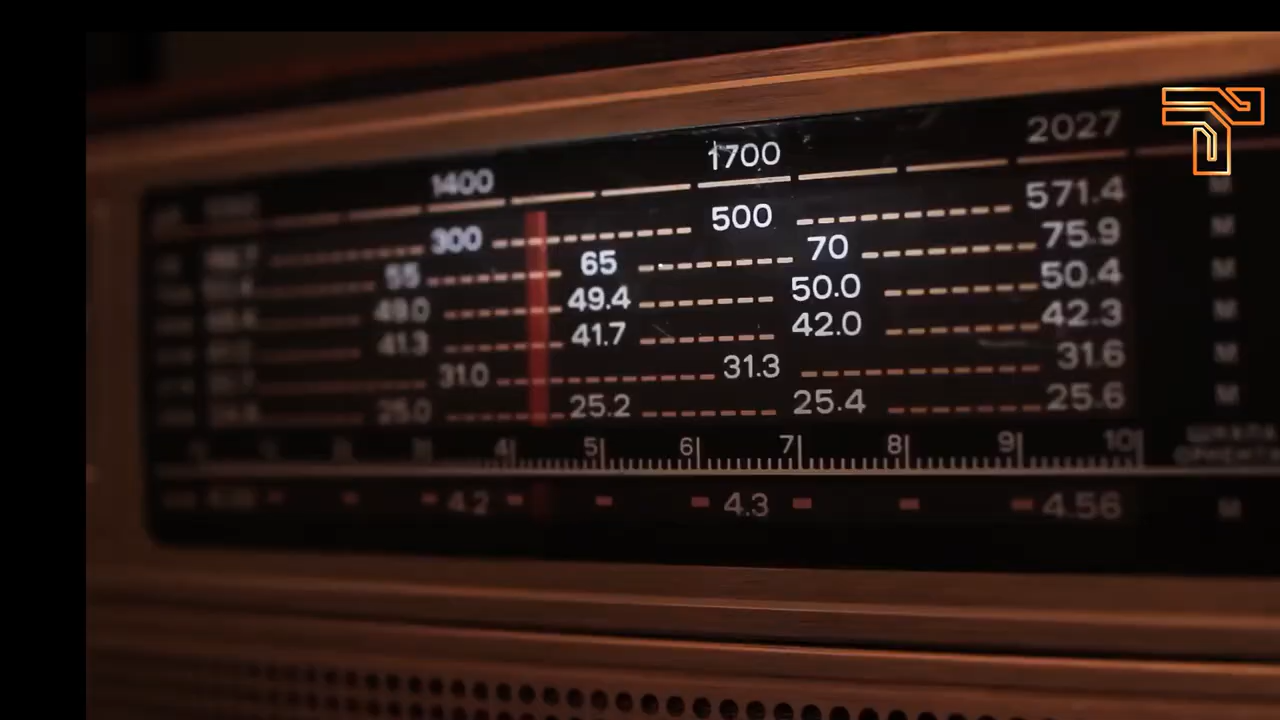 1400 1700 2027
300 500 571.4
55 65 70 75.9
49.0 49.4 50.0 50.4
41.3 41.7 42.0 42.3
31.0 31.3 31.6
25.0 25.2 25.4 25.6
4 5 6 7 8 9 10
4.2 4.3 4.56
M
M
M
M
M
M
M